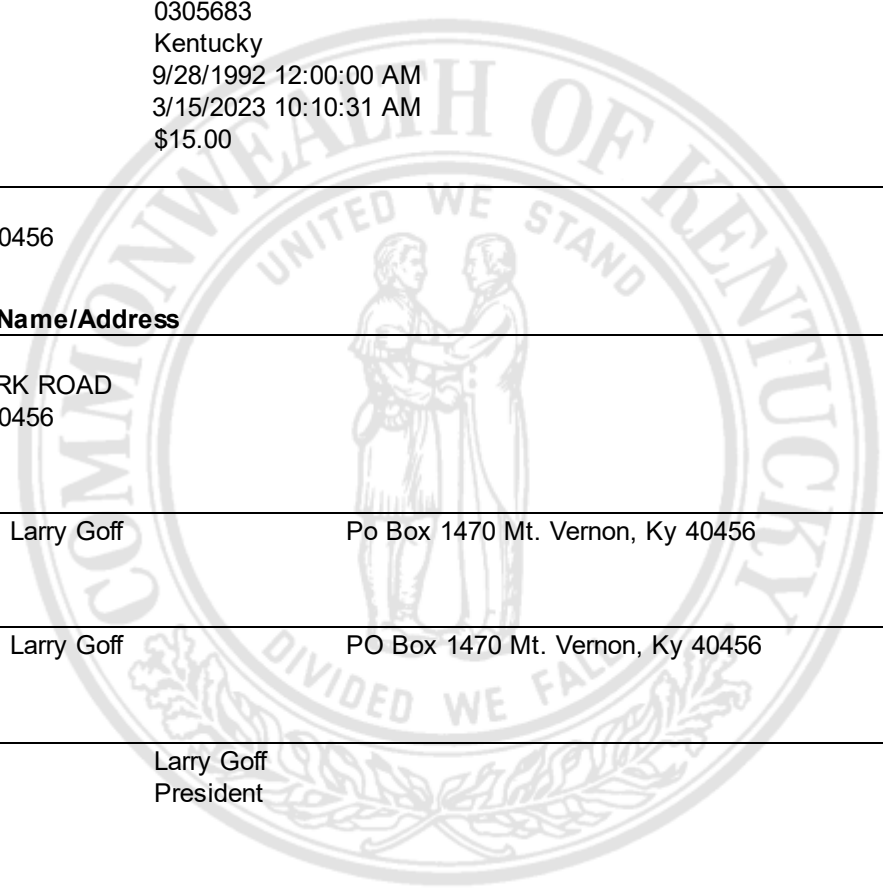 0305683
Kentucky
9/28/1992 12:00:00 AM
3/15/2023 10:10:31 AM
$15.00
0456
Name/Address
RK ROAD
0456
Larry Goff Po Box 1470 Mt. Vernon, Ky 40456
Larry Goff PO Box 1470 Mt. Vernon, Ky 40456
Larry Goff
President
COMMONWEALTH OF KENTUCKY
UNITED WE STAND
DIVIDED WE FALL